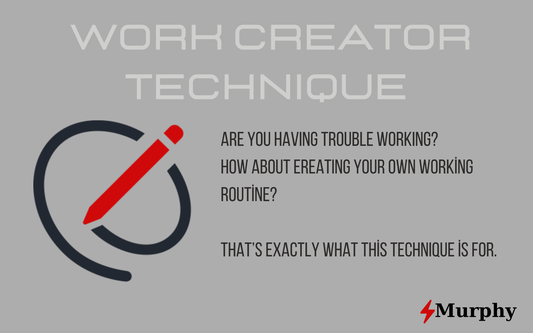 WORK CREATOR
TECHNIQUE
ARE YOU HAVING TROUBLE WORKING?
HOW ABOUT EREATING YOUR OWN WORKİNG
ROUTİNE?
THAT'S EXACTLY WHAT THİS TECHNIQUE İS FOR.
Murphy